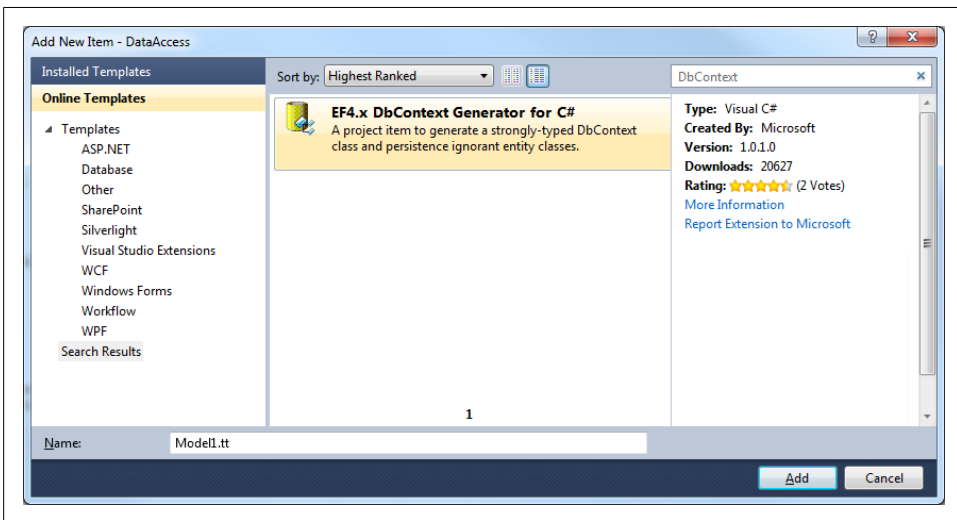 Add New Item - DataAccess
Installed Templates
Online Templates
Templates
ASP.NET
Database
Other
SharePoint
Silverlight
Visual Studio Extensions
WCF
Windows Forms
Workflow
WPF
Search Results
Sort by: Highest Ranked
EF4.x DbContext Generator for C#
A project item to generate a strongly-typed DbContext
class and persistence ignorant entity classes.
1
DbContext
Type: Visual C#
Created By: Microsoft
Version: 1.0.1.0
Downloads: 20627
Rating: (2 Votes)
More Information
Report Extension to Microsoft
Name: Model1.tt
Add Cancel